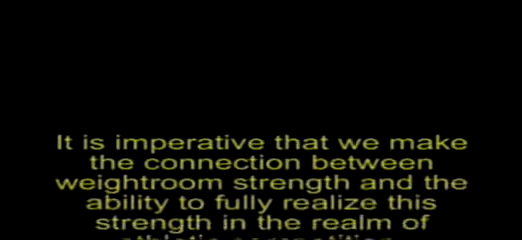 It is imperative that we make
the connection between
weightroom strength and the
ability to fully realize this
strength in the realm of